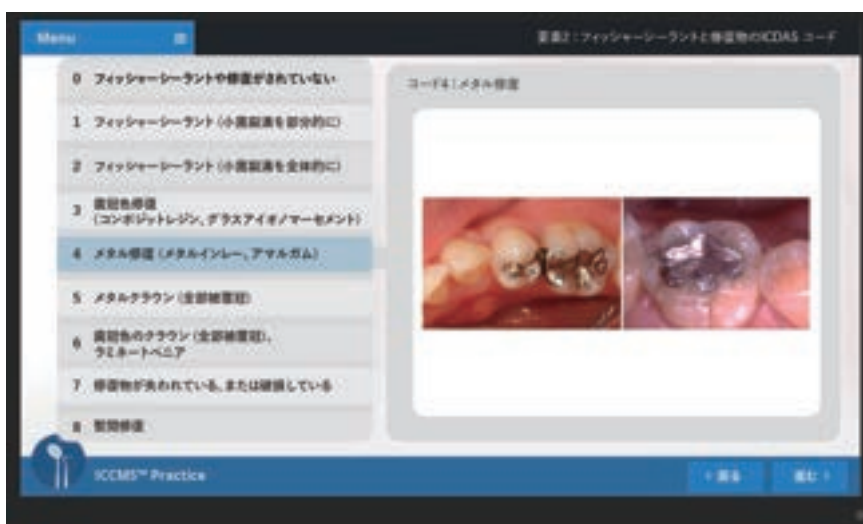 Menu
要素2：フィッシャーシーラントと修復物のICDAS コード
0 フィッシャーシーラントや修復がされていない
1 フィッシャーシーラント（小窩裂溝を部分的に）
2 フィッシャーシーラント（小窩裂溝を全体的に）
3 歯冠色修復
（コンポジットレジン、グラスアイオノマーセメント）
4 メタル修復（メタルインレー、アマルガム）
5 メタルクラウン（全部被覆冠）
6 歯冠色のクラウン（全部被覆冠）、
ラミネートベニア
7 修復物が失われている、または破損している
8 暫間修復
コード4：メタル修復
ICCMS™ Practice
戻る
進む